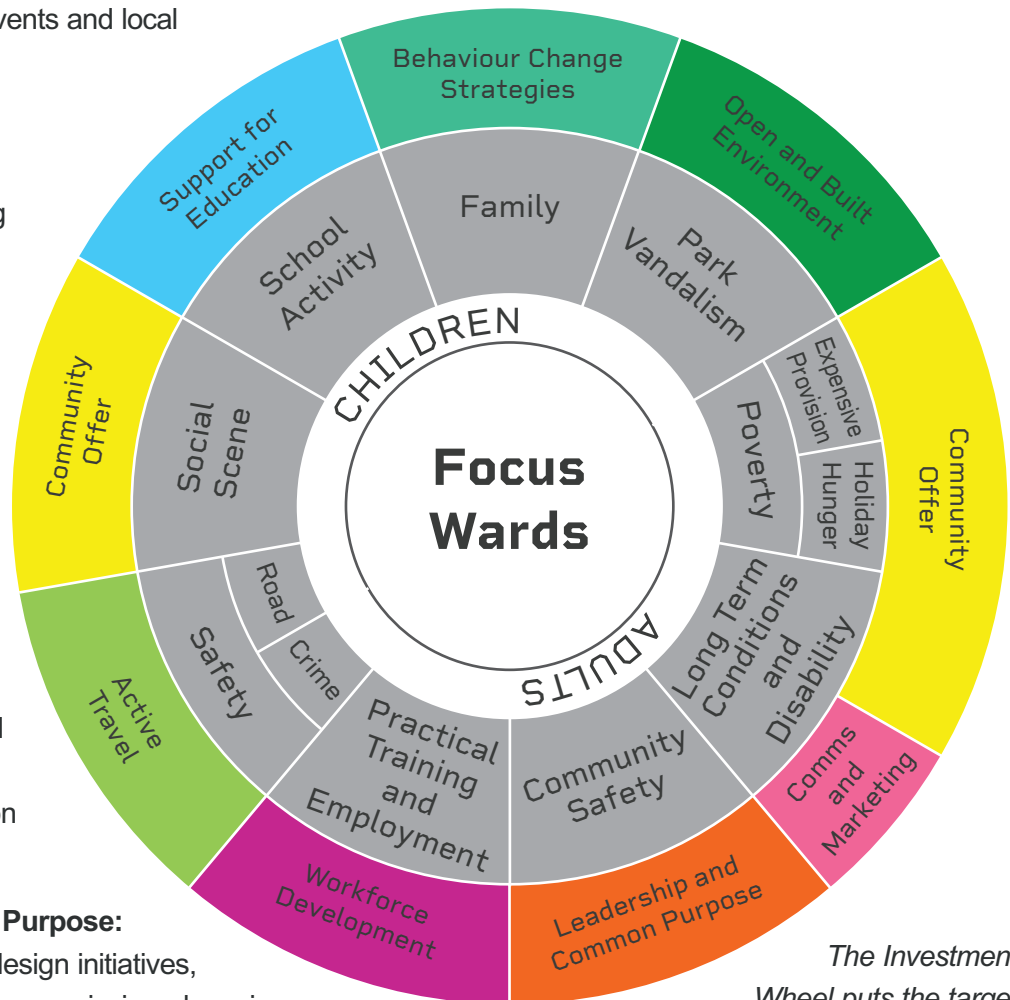 vents and local
g
d
on
Purpose:
design initiatives,
Behaviour Change
Strategies
Open and Built
Environment
Community
Offer
Comms
and
Marketing
Leadership and
Common Purpose
Workforce
Development
Active
Travel
Community
Offer
Support for
Education
Family
Park
Vandalism
Poverty
Expensive
Provision
Holiday
Hunger
Long Term
Conditions
and
Disability
Community
Safety
Practical
Training
and
Employment
Safety
Road
Crime
Social
Scene
School
Activity
CHILDREN
Focus
Wards
ADULTS
The Investmen
Wheel puts the targe